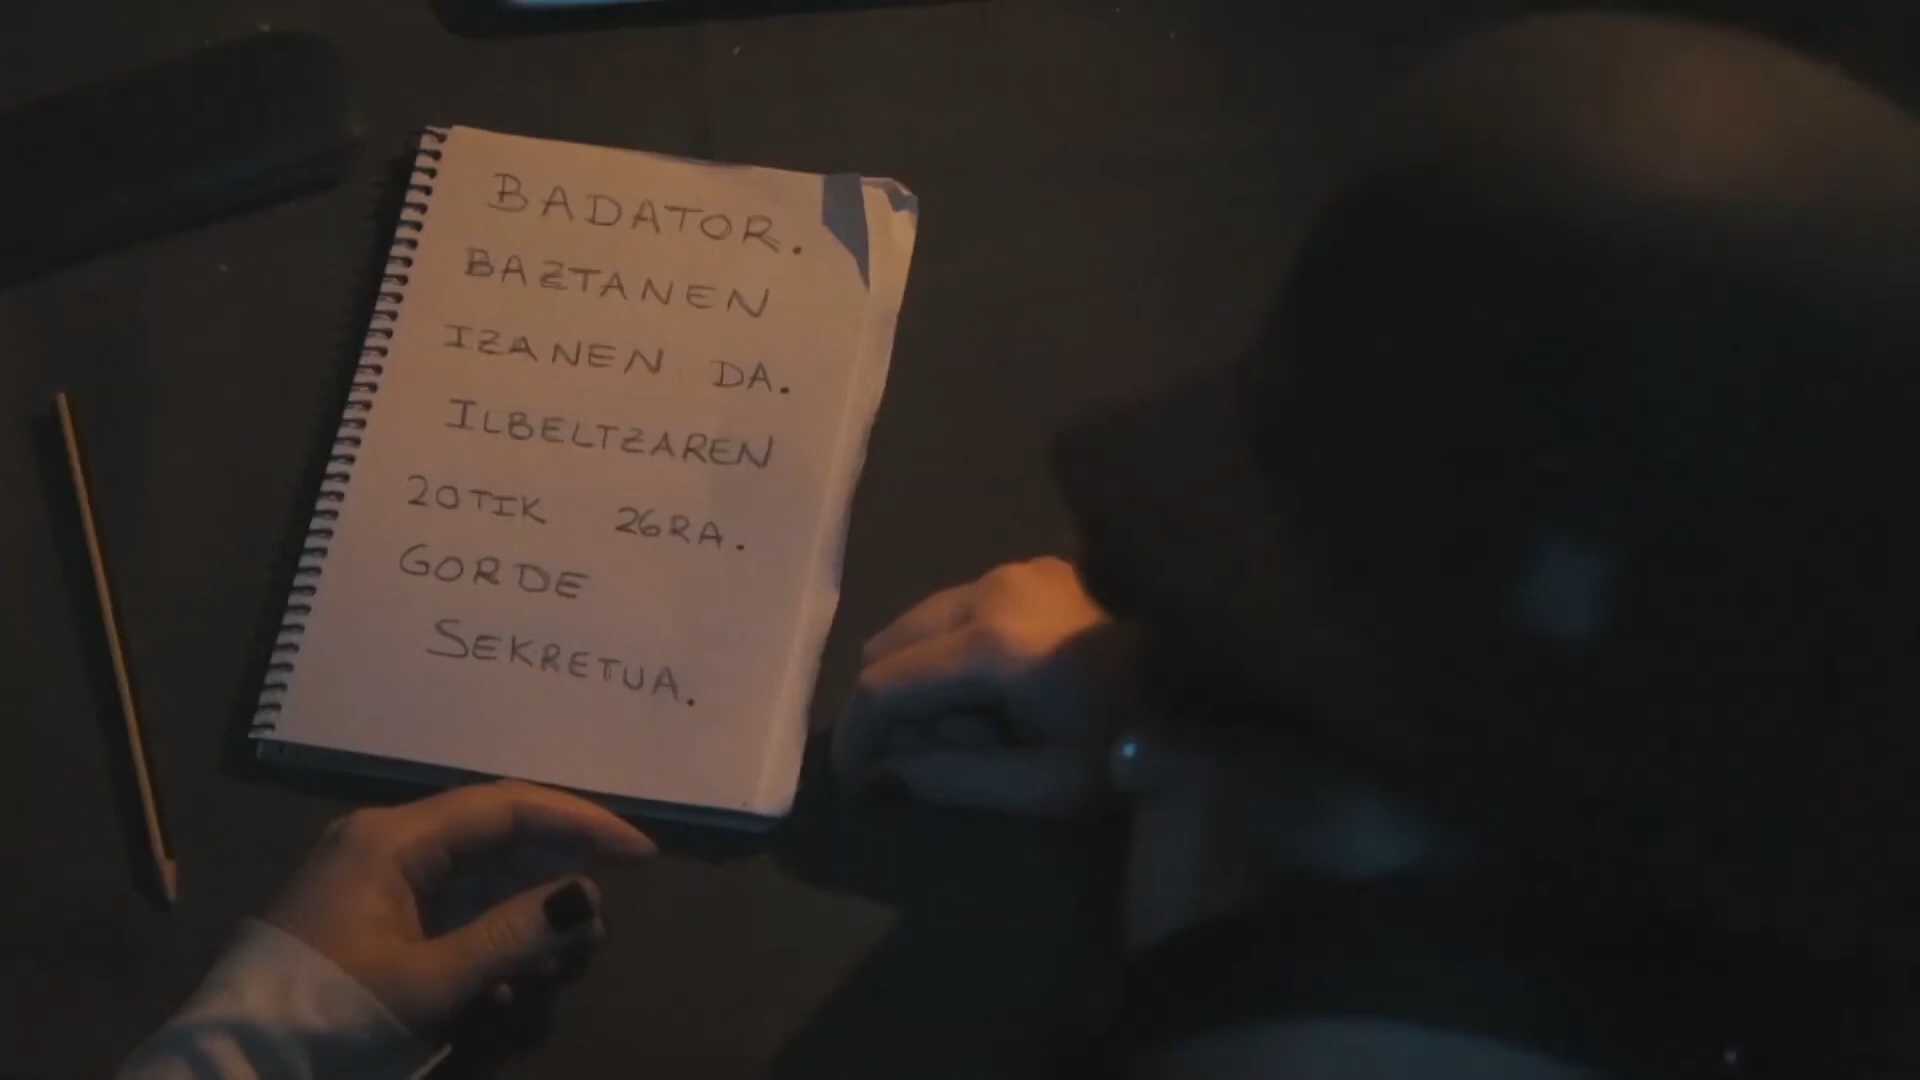 BADATOR.
BAZTANEN
IZANEN DA.
ILBELTZAREN
20TIK 26RA.
GORDE
SEKRETUA.